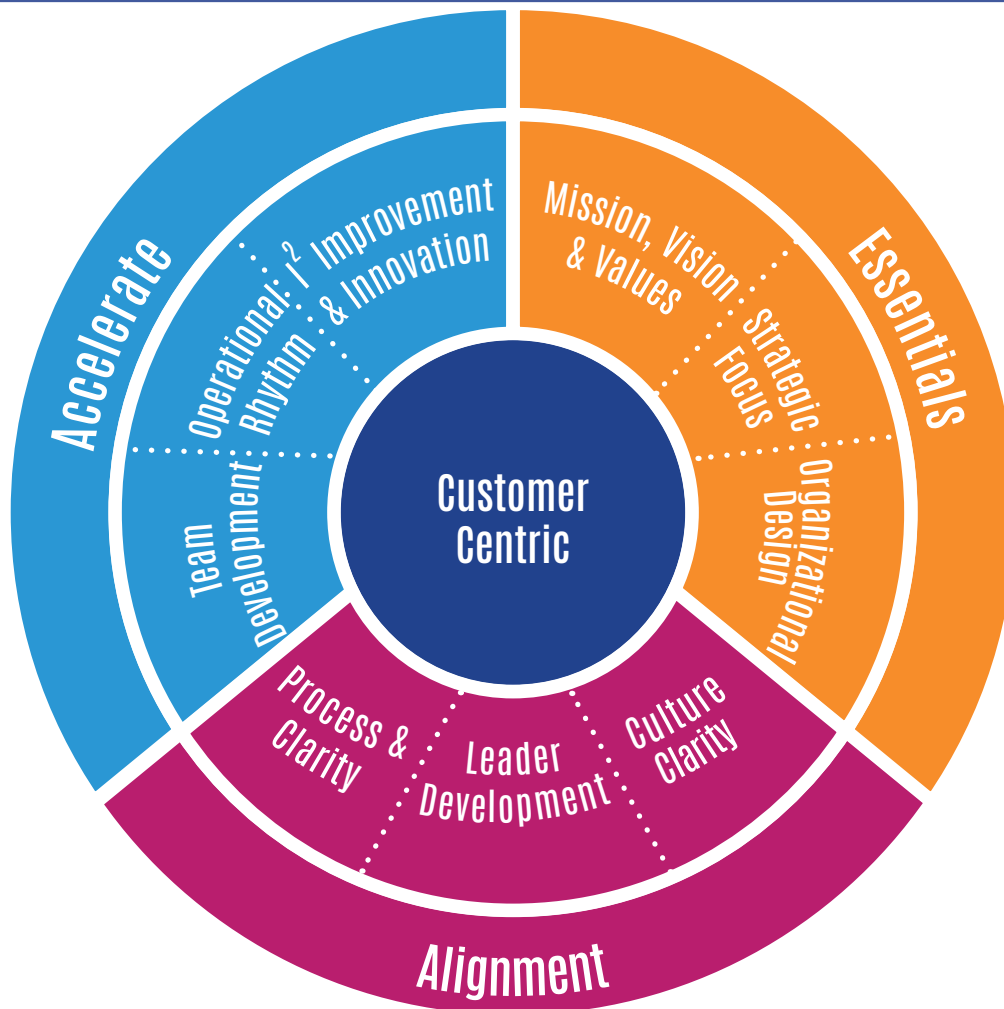 Accelerate
Essentials
Alignment
Customer
Centric
Mission, Vision
& Values
Strategic
Focus
Organizational
Design
Culture
Clarity
Leader
Development
Process &
Clarity
Team
Development
Operational
Rhythm
I² Improvement
& Innovation